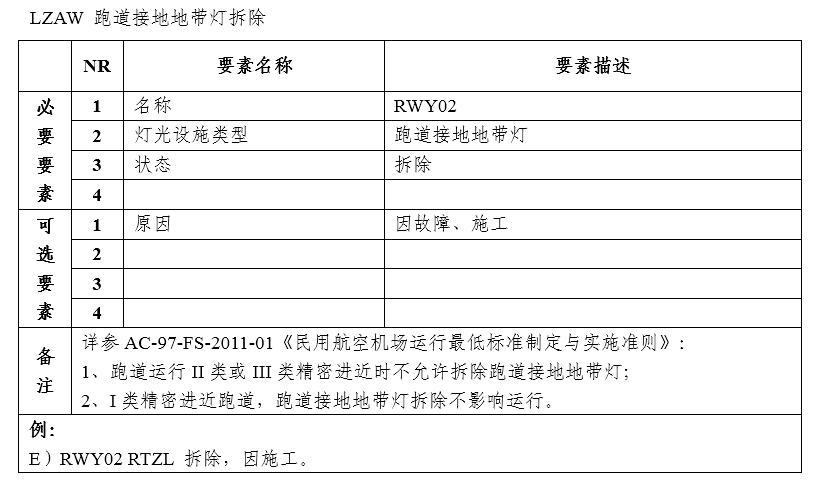 LZAW 跑道接地地带灯拆除
NR 要素名称 要素描述
必要要素 1 名称 RWY02
2 灯光设施类型 跑道接地地带灯
3 状态 拆除
4
可选要素 1 原因 因故障、施工
2
3
4
备注 详参 AC-97-FS-2011-01《民用航空机场运行最低标准制定与实施准则》:
1、跑道运行 II 类或 III 类精密进近时不允许拆除跑道接地地带灯;
2、I 类精密进近跑道，跑道接地地带灯拆除不影响运行。
例:
E）RWY02 RTZL 拆除，因施工。